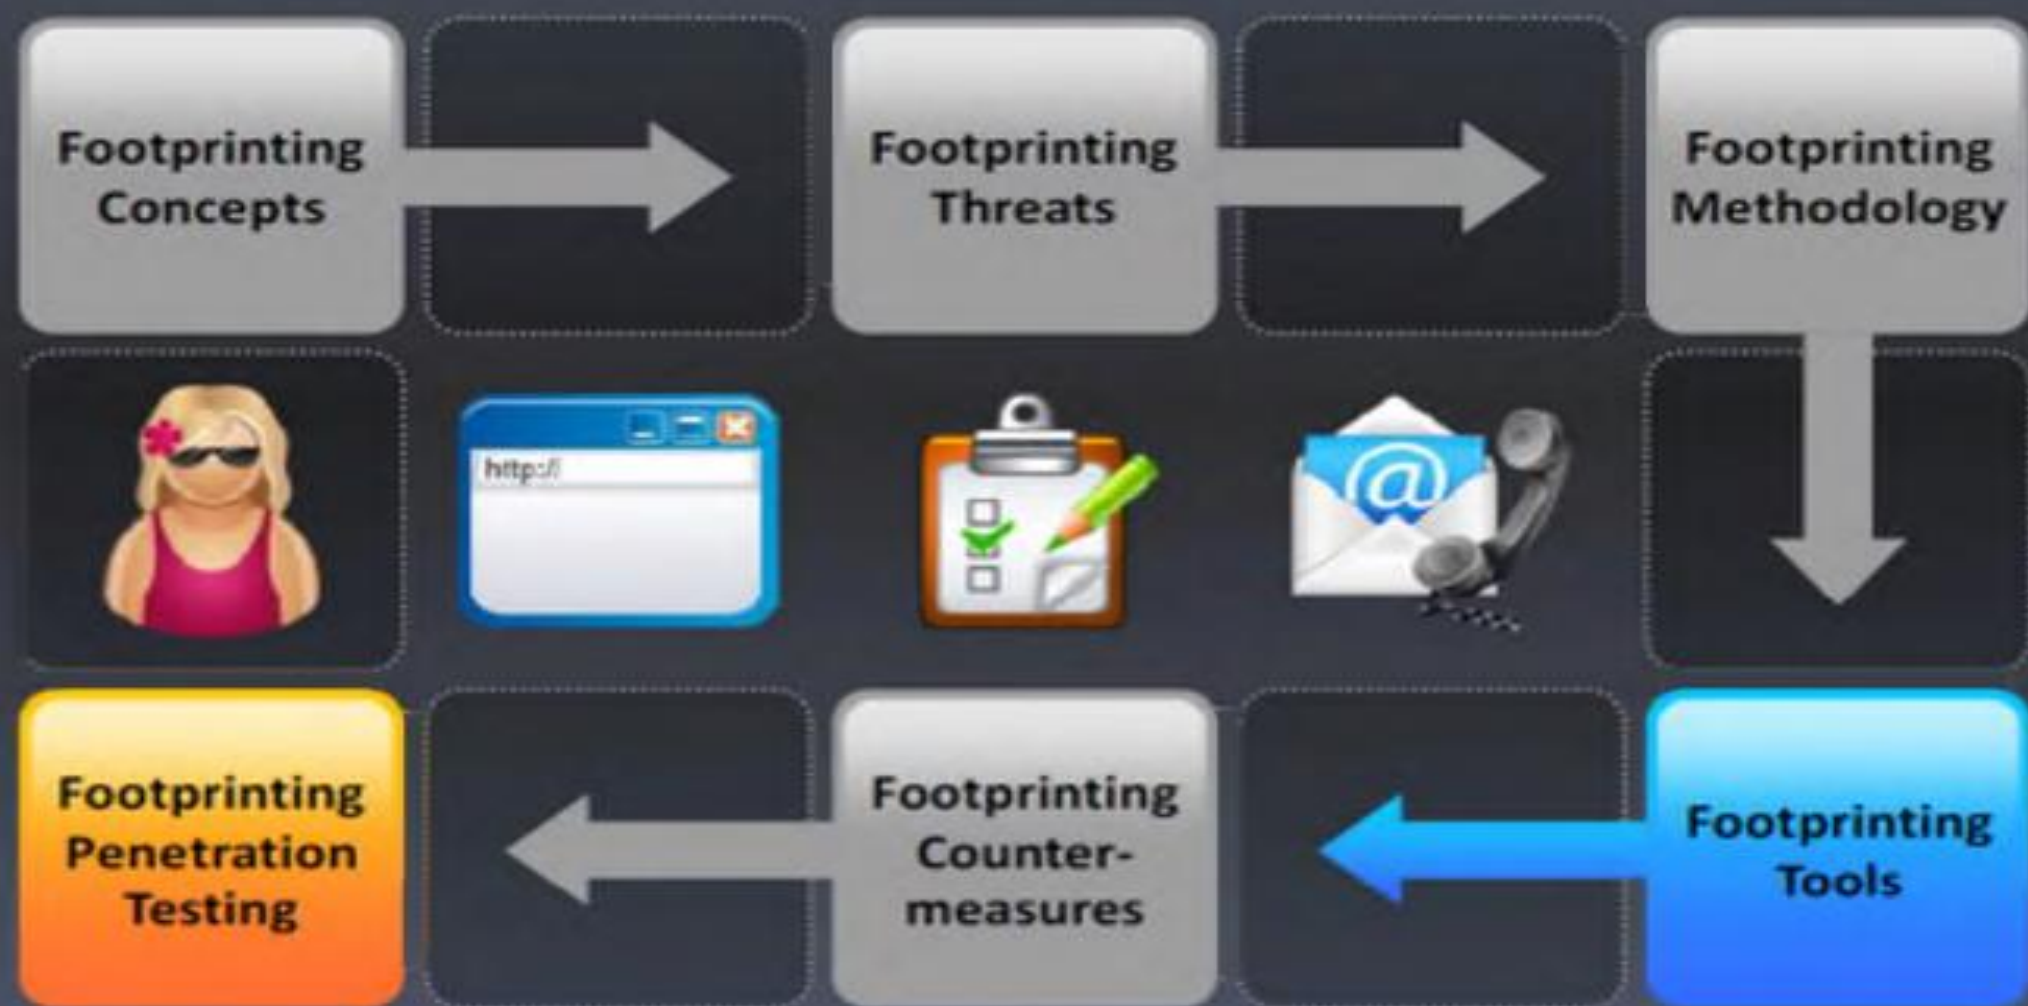 Footprinting
Concepts
Footprinting
Threats
Footprinting
Methodology
http://
Footprinting
Penetration
Testing
Footprinting
Counter-
measures
Footprinting
Tools